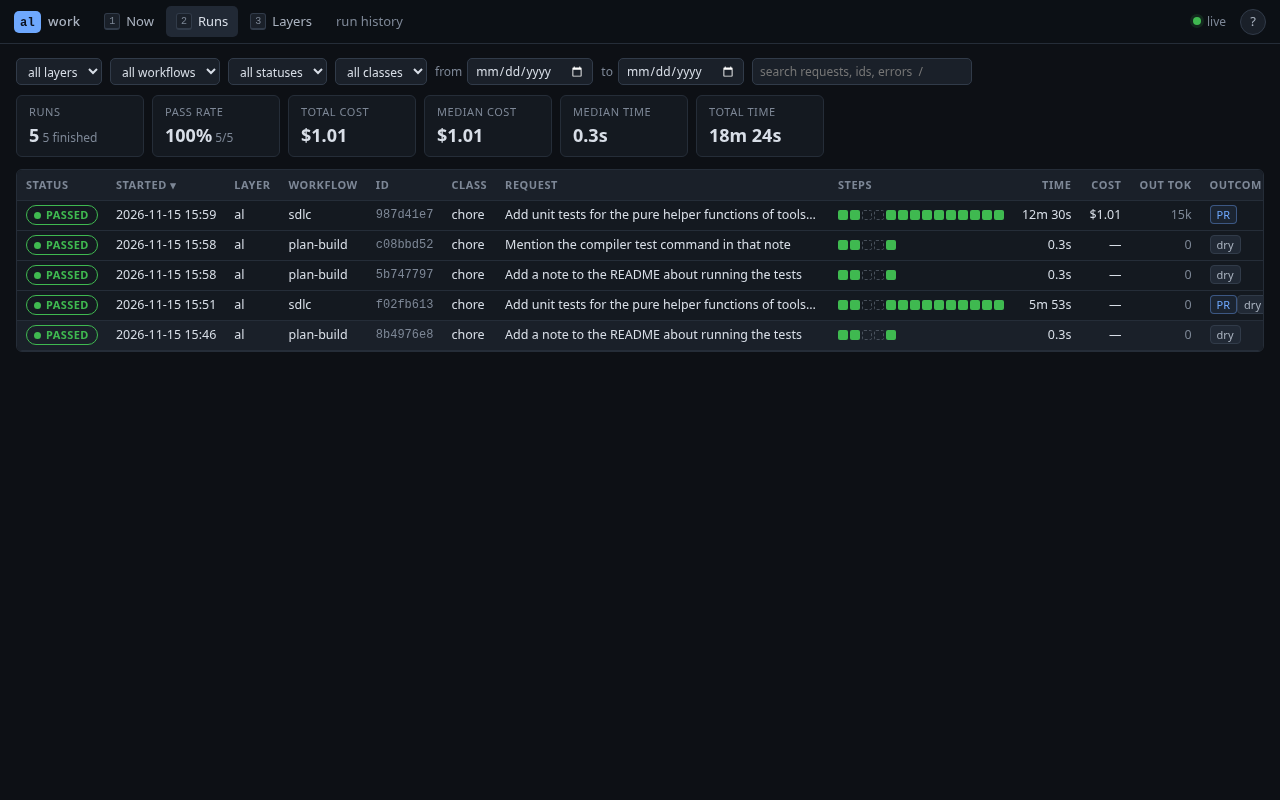 al work 1 Now 2 Runs 3 Layers run history live ?
all layers all workflows all statuses all classes from mm/dd/yyyy to mm/dd/yyyy search requests, ids, errors /
RUNS PASS RATE TOTAL COST MEDIAN COST MEDIAN TIME TOTAL TIME
5 5 finished 100% 5/5 $1.01 $1.01 0.3s 18m 24s
STATUS STARTED ▾ LAYER WORKFLOW ID CLASS REQUEST STEPS TIME COST OUT TOK OUTCOM
PASSED 2026-11-15 15:59 al sdlc 987d41e7 chore Add unit tests for the pure helper functions of tools… 12m 30s $1.01 15k PR
PASSED 2026-11-15 15:58 al plan-build c08bbd52 chore Mention the compiler test command in that note 0.3s — 0 dry
PASSED 2026-11-15 15:58 al plan-build 5b747797 chore Add a note to the README about running the tests 0.3s — 0 dry
PASSED 2026-11-15 15:51 al sdlc f02fb613 chore Add unit tests for the pure helper functions of tools… 5m 53s — 0 PR dry
PASSED 2026-11-15 15:46 al plan-build 8b4976e8 chore Add a note to the README about running the tests 0.3s — 0 dry